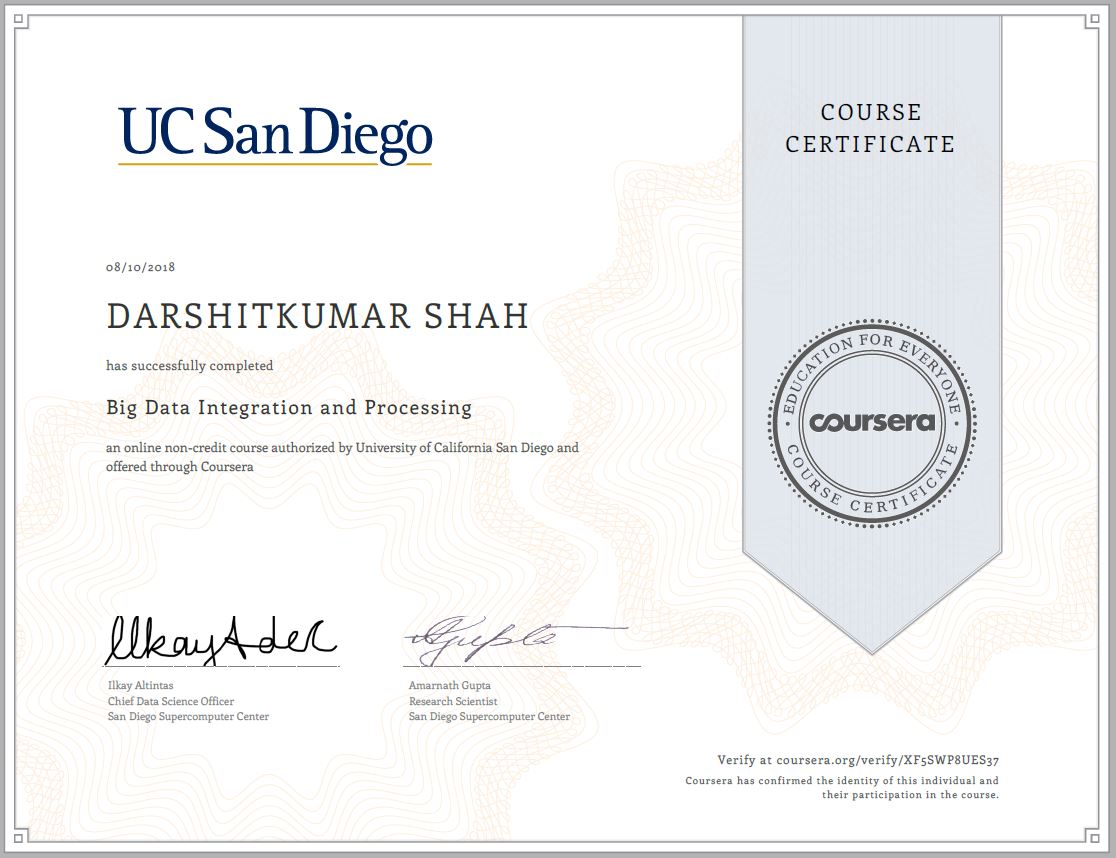 UC San Diego
COURSE
CERTIFICATE
08/10/2018
DARSHITKUMAR SHAH
has successfully completed
Big Data Integration and Processing
an online non-credit course authorized by University of California San Diego and
offered through Coursera
EDUCATION FOR EVERYONE
coursera
COURSE CERTIFICATE
Ilkay Altintas
Chief Data Science Officer
San Diego Supercomputer Center
Amarnath Gupta
Research Scientist
San Diego Supercomputer Center
Verify at coursera.org/verify/XF5SWP8UES37
Coursera has confirmed the identity of this individual and
their participation in the course.